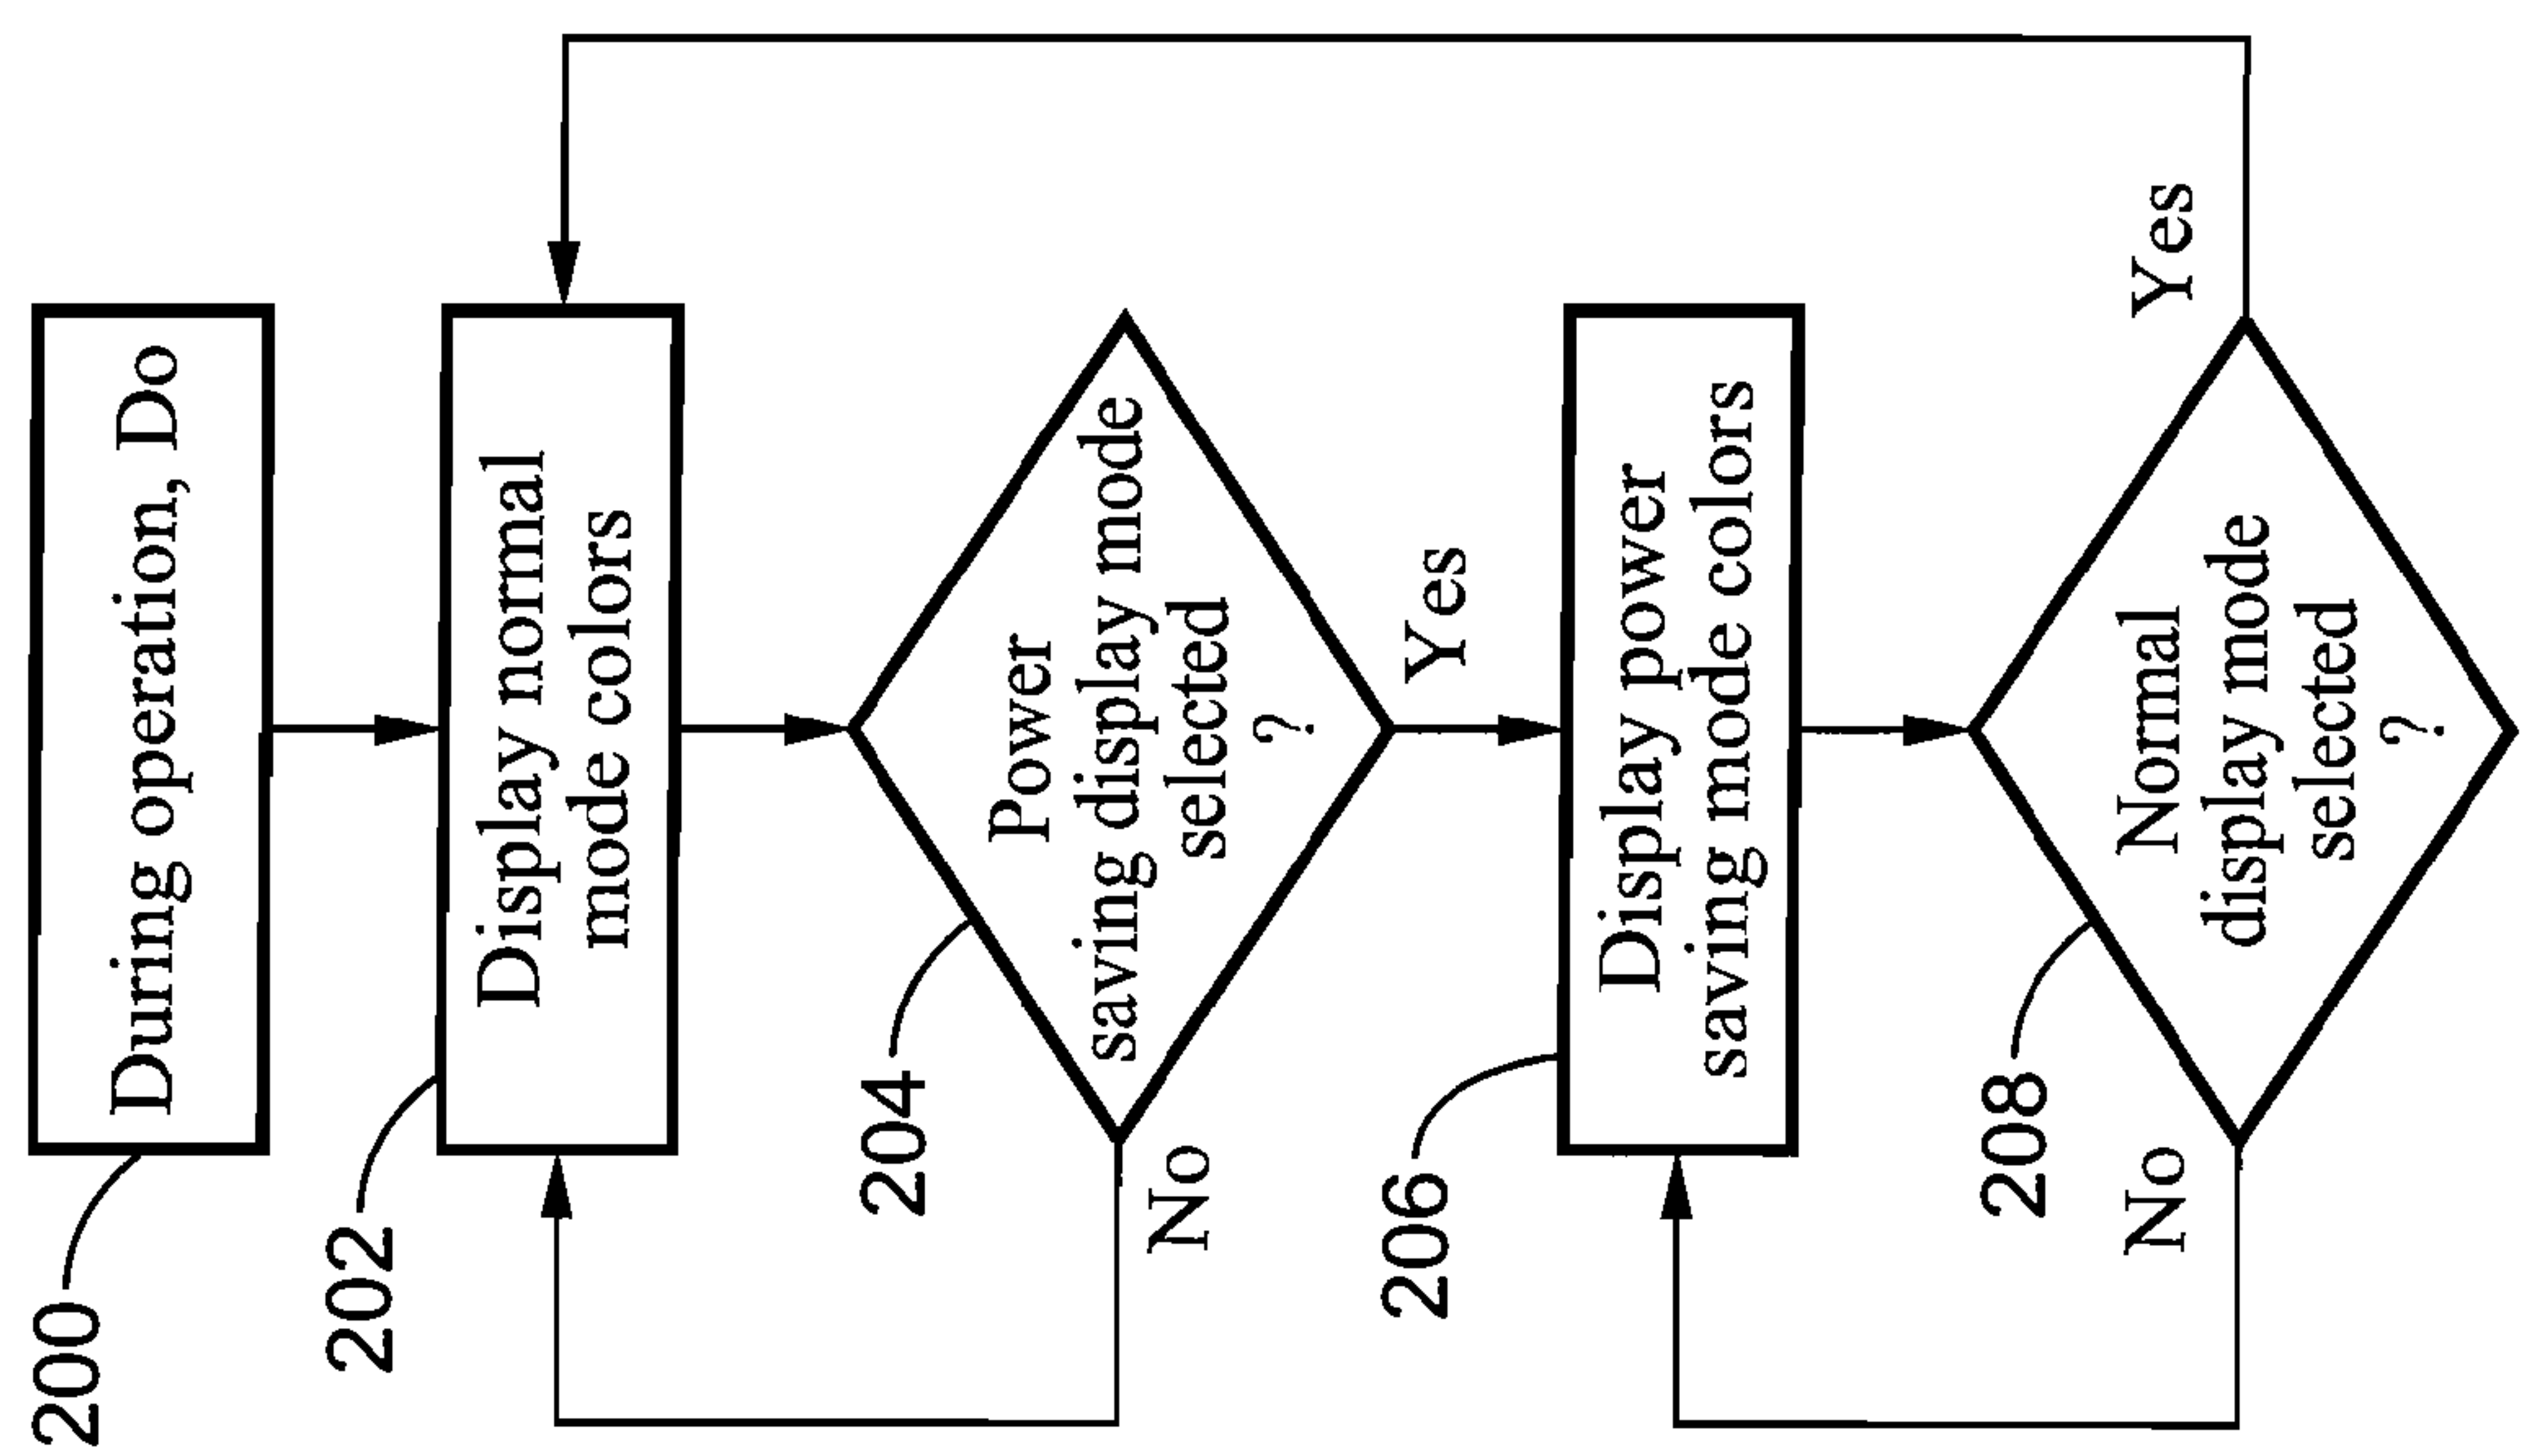 200
During operation, Do
202
Display normal
mode colors
204
Power
saving display mode
selected
?
No
Yes
206
Display power
saving mode colors
208
Normal
display mode
selected
?
No
Yes